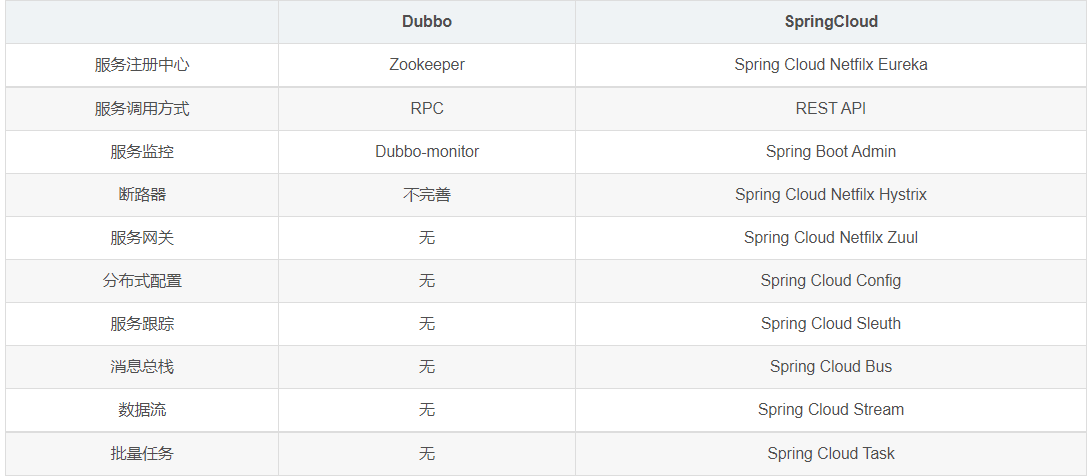 Dubbo SpringCloud
服务注册中心 Zookeeper Spring Cloud Netfilx Eureka
服务调用方式 RPC REST API
服务监控 Dubbo-monitor Spring Boot Admin
断路器 不完善 Spring Cloud Netfilx Hystrix
服务网关 无 Spring Cloud Netfilx Zuul
分布式配置 无 Spring Cloud Config
服务跟踪 无 Spring Cloud Sleuth
消息总栈 无 Spring Cloud Bus
数据流 无 Spring Cloud Stream
批量任务 无 Spring Cloud Task